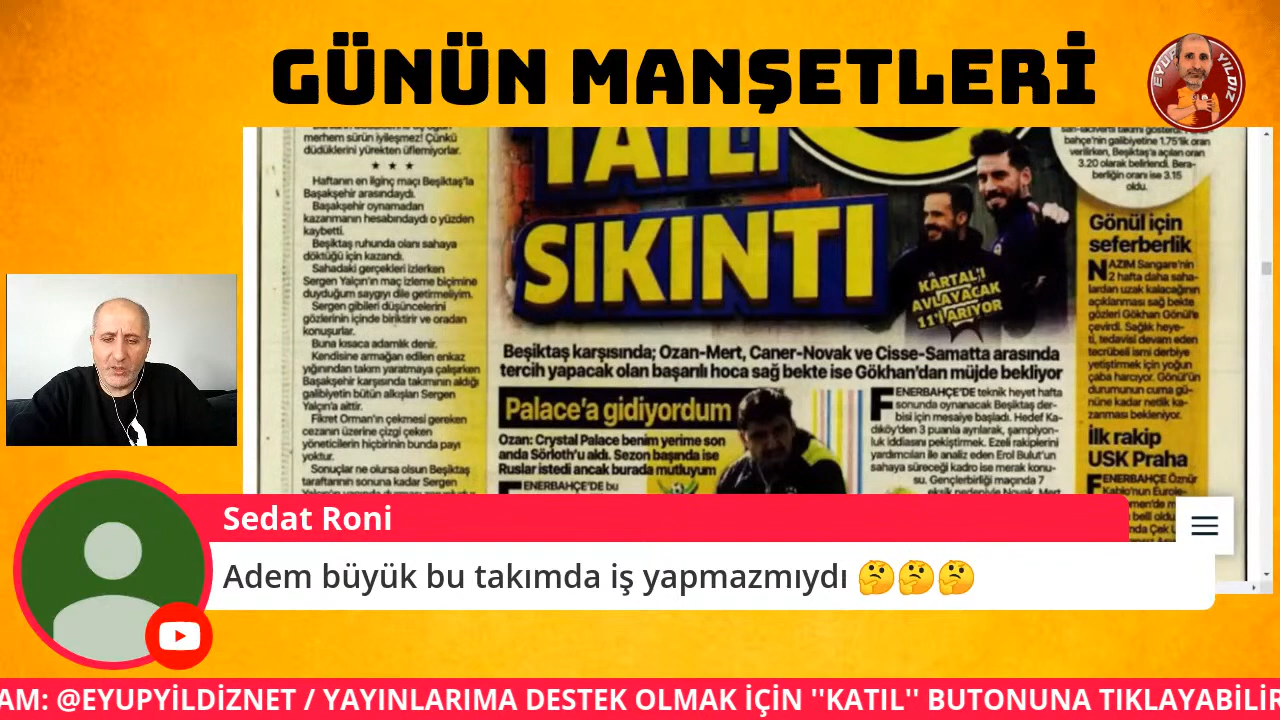 GÜNÜN MANŞETLERİ
EYUP YILDIZ
merhem sürün iyileşmez! Çünkü
düdüklerini yürekten üflemiyorlar.
★ ★ ★
Haftanın en ilginç maçı Beşiktaş'la
Başakşehir arasındaydı.
Başakşehir oynamadan
kazanmanın hesabındaydı o yüzden
kaybetti.
Beşiktaş ruhunda olanı sahaya
döktüğü için kazandı.
Sahadaki gerçekleri izlerken
Sergen Yalçın'ın maç izleme biçimine
duyduğum saygıyı dile getirmeliyim.
Sergen gibileri düşüncelerini
gözlerinin içinde biriktirir ve oradan
konuşurlar.
Buna kısaca adamlık denir.
Kendisine armağan edilen enkaz
yığınından takım yaratmaya çalışırken
Başakşehir karşısında takımının aldığı
galibiyetin bütün alkışları Sergen
Yalçın'a aittir.
Fikret Orman'ın çekmesi gereken
cezanın üzerine çizgi çeken
yöneticilerin hiçbirinin bunda payı
yoktur.
Sonuçlar ne olursa olsun Beşiktaş
taraftarının sonuna kadar Sergen
TATLI
SIKINTI
KARTAL'I
AVLAYACAK
11'İ ARIYOR
Beşiktaş karşısında; Ozan-Mert, Caner-Novak ve Cisse-Samatta arasında
tercih yapacak olan başarılı hoca sağ bekte ise Gökhan'dan müjde bekliyor
Palace'a gidiyordum
Ozan: Crystal Palace benim yerime son
anda Sörloth'u aldı. Sezon başında ise
Ruslar istedi ancak burada mutluyum
FENERBAHÇE'DE bu
FENERBAHÇE'DE teknik heyet hafta
sonunda oynanacak Beşiktaş der-
bisi için mesaiye başladı. Hedef Ka-
dıköy'den 3 puanla ayrılarak, şampiyon-
luk iddiasını pekiştirmek. Ezeli rakiplerini
yardımcıları ile analiz eden Erol Bulut'un
sahaya süreceği kadro ise merak konu-
su. Gençlerbirliği maçında 7
bahçe'nin galibiyetine 1.75'lik oran
verilirken, Beşiktaş'a açılan oran
3.20 olarak belirlendi. Bera-
berliğin oranı ise 3.15
oldu.
Gönül için
seferberlik
NAZIM Sangare'nin
2 hafta daha saha-
lardan uzak kalacağının
açıklanması sağ bekte
gözleri Gökhan Gönül'e
çevirdi. Sağlık heye-
ti, tedavisi devam eden
tecrübeli ismi derbiye
yetiştirmek için yoğun
çaba harcıyor. Gönül'ün
durumunun cuma gü-
nüne kadar netlik ka-
zanması bekleniyor.
İlk rakip
USK Praha
FENERBAHÇE Öznur
Sedat Roni
Adem büyük bu takımda iş yapmazmıydı 🤔🤔🤔
AM: @EYUPYİLDİZNET / YAYINLARIMA DESTEK OLMAK İÇİN ''KATIL'' BUTONUNA TIKLAYABİLİR